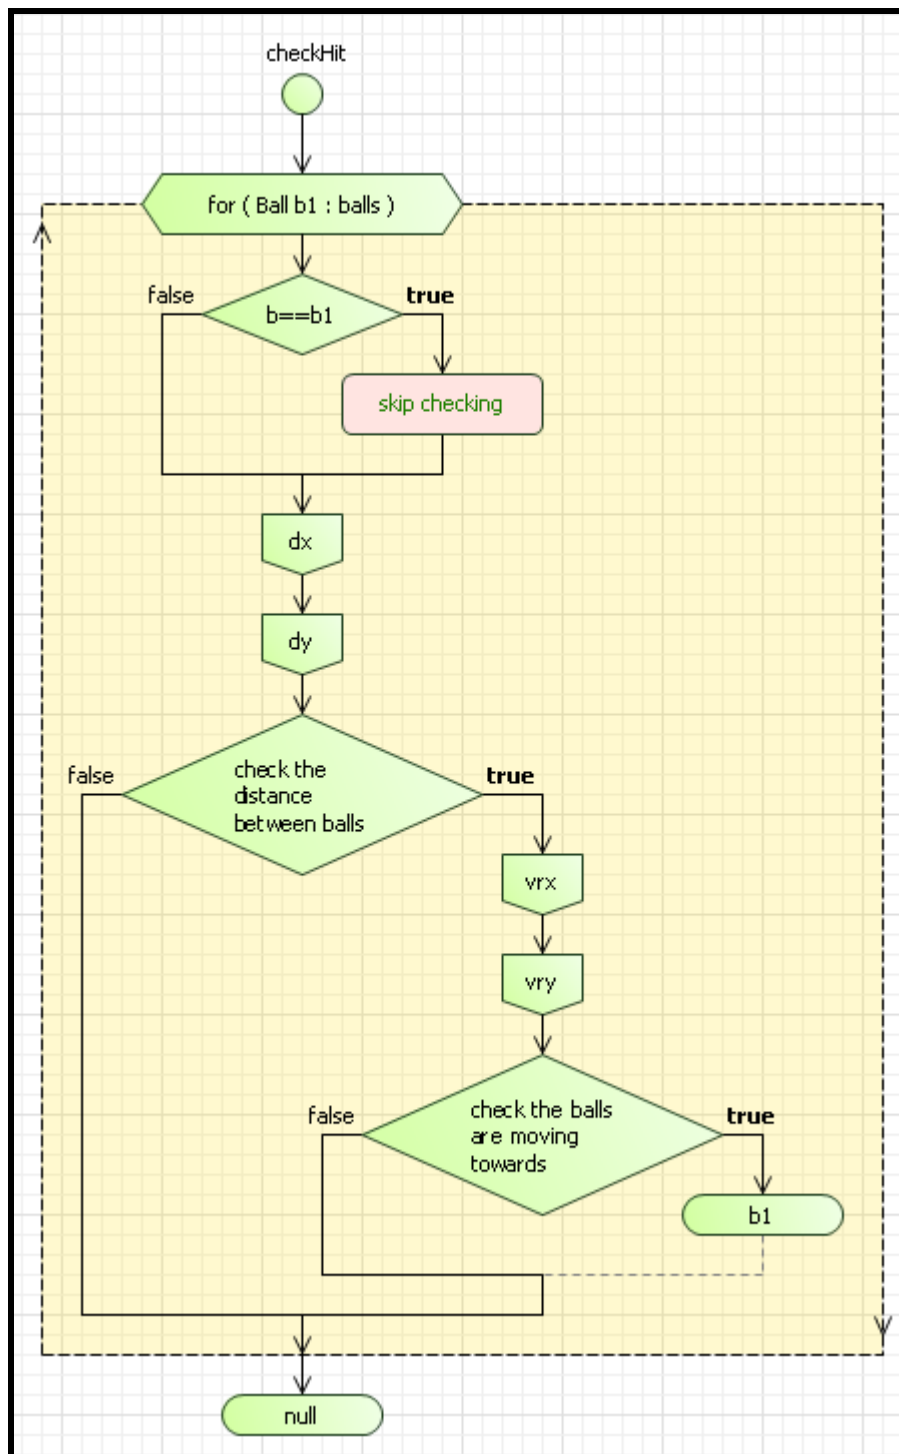 checkHit
for ( Ball b1 : balls )
false
true
b==b1
skip checking
dx
dy
false
true
check the
distance
between balls
vrx
vry
false
true
check the balls
are moving
towards
b1
null